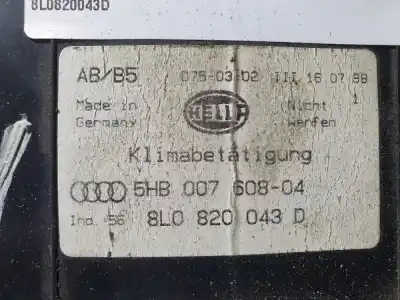 8L0820043D
AB/B5 075-03-02 III 16 07 98
Made in Germany
HELLA
Nicht werfen
1
Klimabetätigung
5HB 007 608-04
Ind. 56 8L0 820 043 D